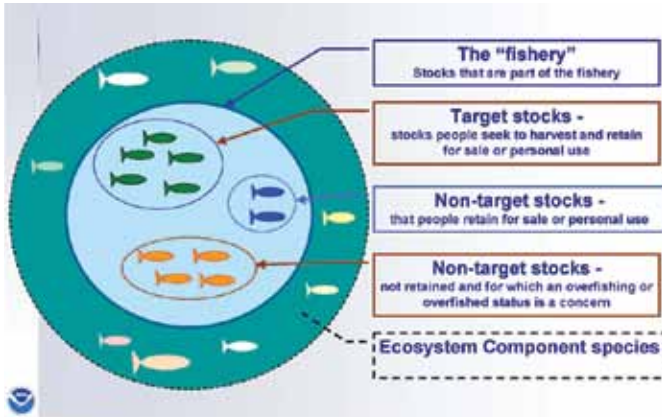 The "fishery"
Stocks that are part of the fishery
Target stocks -
stocks people seek to harvest and retain
for sale or personal use
Non-target stocks -
that people retain for sale or personal use
Non-target stocks -
not retained and for which an overfishing or
overfished status is a concern
Ecosystem Component species